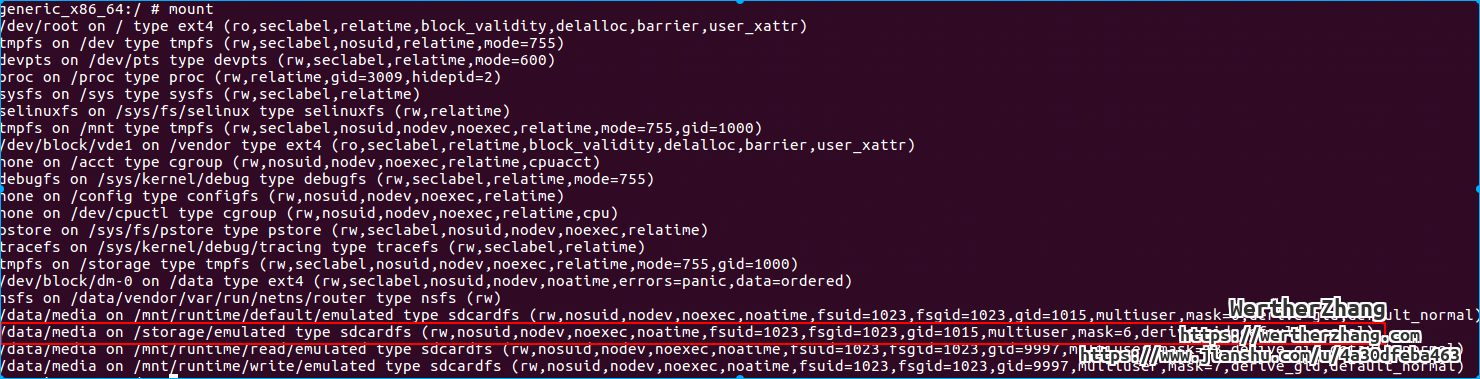 generic_x86_64:/ # mount
/dev/root on / type ext4 (ro,seclabel,relatime,block_validity,delalloc,barrier,user_xattr)
tmpfs on /dev type tmpfs (rw,seclabel,nosuid,relatime,mode=755)
devpts on /dev/pts type devpts (rw,seclabel,relatime,mode=600)
proc on /proc type proc (rw,relatime,gid=3009,hidepid=2)
sysfs on /sys type sysfs (rw,seclabel,relatime)
selinuxfs on /sys/fs/selinux type selinuxfs (rw,relatime)
tmpfs on /mnt type tmpfs (rw,seclabel,nosuid,nodev,noexec,relatime,mode=755,gid=1000)
/dev/block/vde1 on /vendor type ext4 (ro,seclabel,relatime,block_validity,delalloc,barrier,user_xattr)
none on /acct type cgroup (rw,nosuid,nodev,noexec,relatime,cpuacct)
debugfs on /sys/kernel/debug type debugfs (rw,seclabel,relatime,mode=755)
none on /config type configfs (rw,nosuid,nodev,noexec,relatime)
none on /dev/cpuctl type cgroup (rw,nosuid,nodev,noexec,relatime,cpu)
pstore on /sys/fs/pstore type pstore (rw,seclabel,nosuid,nodev,noexec,relatime)
tracefs on /sys/kernel/debug/tracing type tracefs (rw,seclabel,relatime)
tmpfs on /storage type tmpfs (rw,seclabel,nosuid,nodev,noexec,relatime,mode=755,gid=1000)
/dev/block/dm-0 on /data type ext4 (rw,seclabel,nosuid,nodev,noatime,errors=panic,data=ordered)
nsfs on /data/vendor/var/run/netns/router type nsfs (rw)
/data/media on /mnt/runtime/default/emulated type sdcardfs (rw,nosuid,nodev,noexec,noatime,fsuid=1023,fsgid=1023,gid=1015,multiuser,mask= default_normal)
WertherZhang
/data/media on /storage/emulated type sdcardfs (rw,nosuid,nodev,noexec,noatime,fsuid=1023,fsgid=1023,gid=1015,multiuser,mask=6,
https://wertherzhang.com
/data/media on /mnt/runtime/read/emulated type sdcardfs (rw,nosuid,nodev,noexec,noatime,fsuid=1023,fsgid=1023,gid=9997,
https://www.jianshu.com/u/4a30dfeba463
/data/media on /mnt/runtime/write/emulated type sdcardfs (rw,nosuid,nodev,noexec,noatime,fsuid=1023,fsgid=1023,gid=9997,multiuser,mask=7,derive_gid,default_normal)